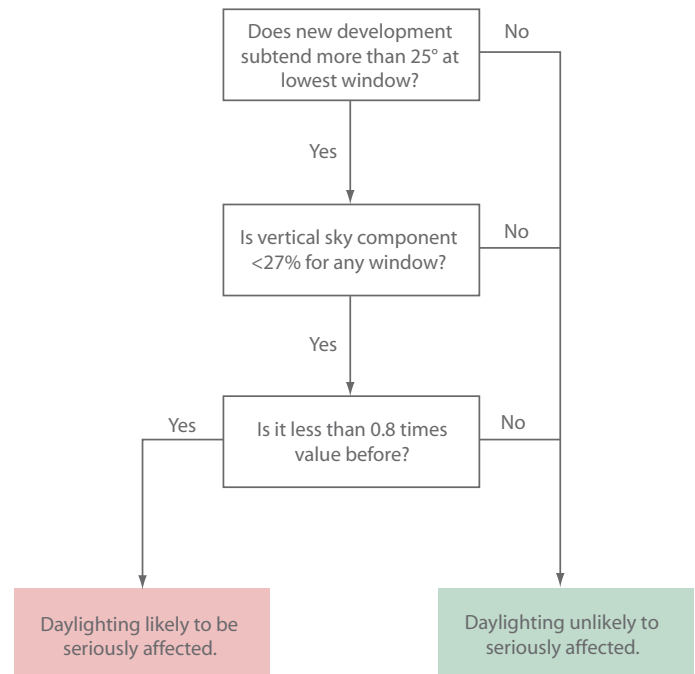 Does new development
subtend more than 25° at
lowest window?
No
Yes
Is vertical sky component
<27% for any window?
No
Yes
Is it less than 0.8 times
value before?
Yes
No
Daylighting likely to be
seriously affected.
Daylighting unlikely to
seriously affected.